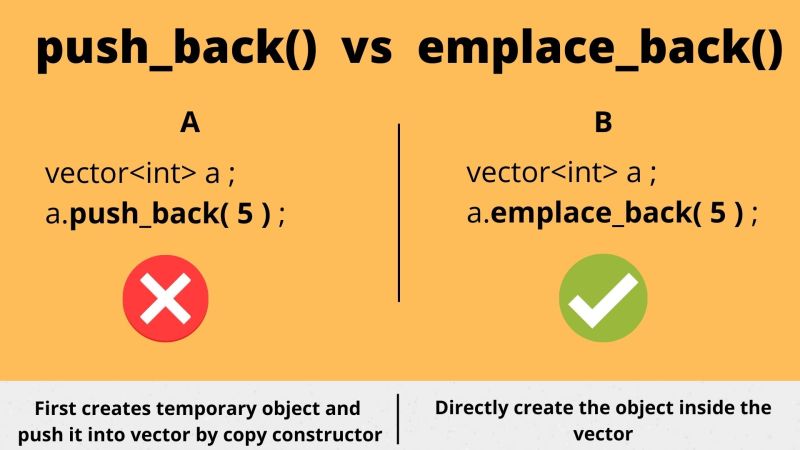 push_back() vs emplace_back()
A
vector<int> a ;
a.push_back( 5 ) ;
B
vector<int> a ;
a.emplace_back( 5 ) ;
First creates temporary object and
push it into vector by copy constructor
Directly create the object inside the
vector